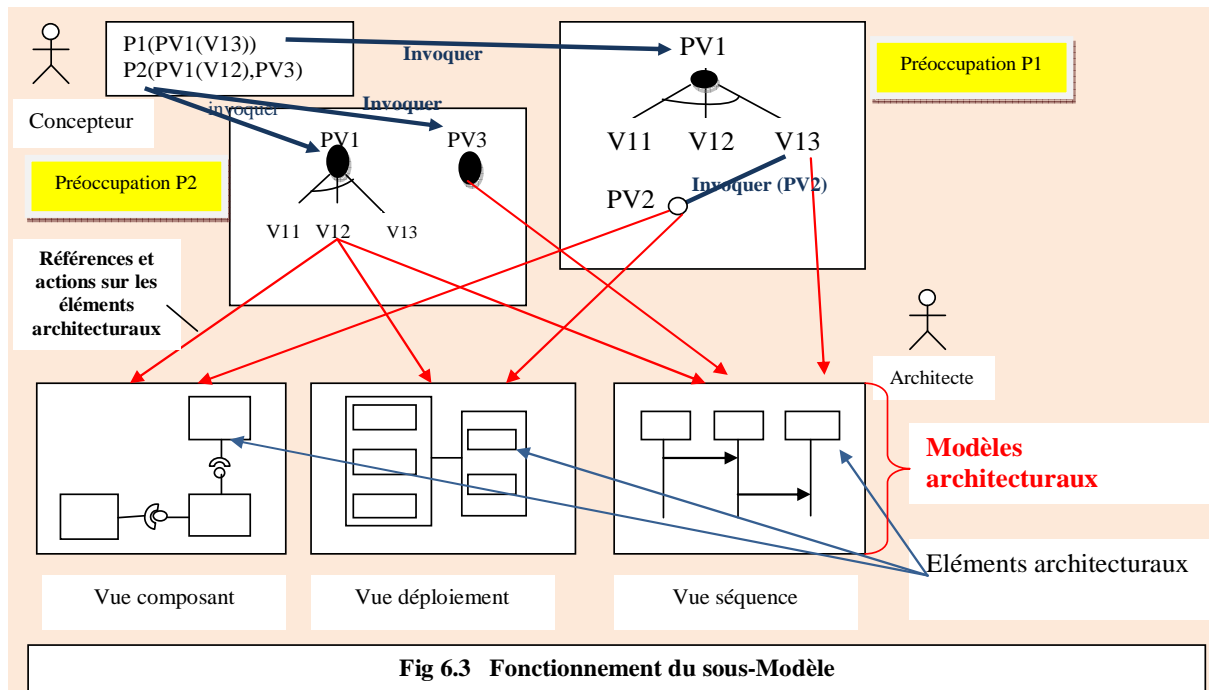 P1(PV1(V13))
P2(PV1(V12),PV3)
Invoquer
PV1
Préoccupation P1
Concepteur
invoquer
Invoquer
PV1
PV3
V11 V12 V13
Préoccupation P2
Invoquer (PV2)
PV2
V11 V12 V13
Références et
actions sur les
éléments
architecturaux
Architecte
Modèles
architecturaux
Eléments architecturaux
Vue composant
Vue déploiement
Vue séquence
Fig 6.3 Fonctionnement du sous-Modèle